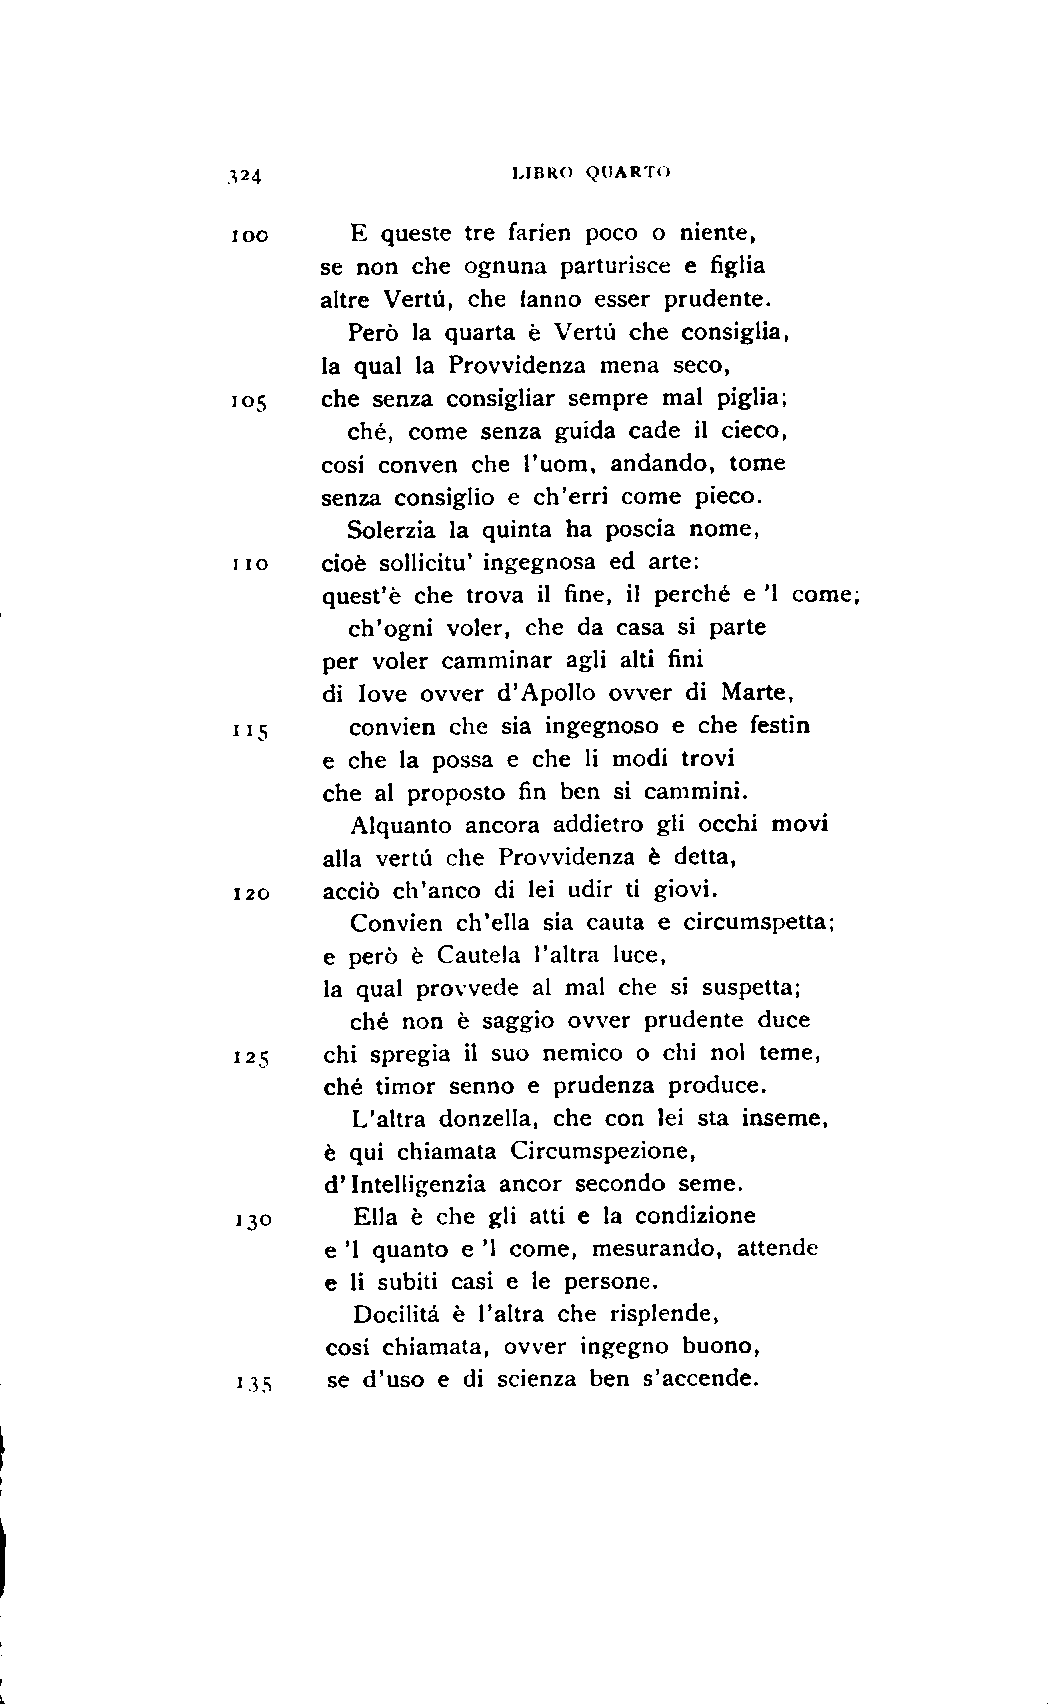 324 LIBRO QUARTO
100 E queste tre farien poco o niente,
se non che ognuna parturisce e figlia
altre Vertú, che fanno esser prudente.
Però la quarta è Vertú che consiglia,
la qual la Provvidenza mena seco,
105 che senza consigliar sempre mal piglia;
ché, come senza guida cade il cieco,
cosí conven che l'uom, andando, tome
senza consiglio e ch'erri come pieco.
Solerzia la quinta ha poscia nome,
110 cioè sollicitu' ingegnosa ed arte:
quest'è che trova il fine, il perché e 'l come;
ch'ogni voler, che da casa si parte
per voler camminar agli alti fini
di Iove ovver d'Apollo ovver di Marte,
115 convien che sia ingegnoso e che festin
e che la possa e che li modi trovi
che al proposto fin ben si cammini.
Alquanto ancora addietro gli occhi movi
alla vertú che Provvidenza è detta,
120 acciò ch'anco di lei udir ti giovi.
Convien ch'ella sia cauta e circumspetta;
e però è Cautela l'altra luce,
la qual provvede al mal che si suspetta;
ché non è saggio ovver prudente duce
125 chi spregia il suo nemico o chi nol teme,
ché timor senno e prudenza produce.
L'altra donzella, che con lei sta inseme,
è qui chiamata Circumspezione,
d'Intelligenzia ancor secondo seme.
130 Ella è che gli atti e la condizione
e 'l quanto e 'l come, mesurando, attende
e li subiti casi e le persone.
Docilitá è l'altra che risplende,
cosí chiamata, ovver ingegno buono,
135 se d'uso e di scienza ben s'accende.